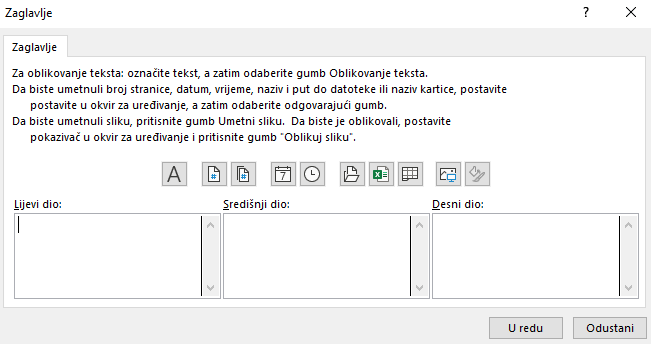 Zaglavlje
Zaglavlje
Za oblikovanje teksta: označite tekst, a zatim odaberite gumb Oblikovanje teksta.
Da biste umetnuli broj stranice, datum, vrijeme, naziv i put do datoteke ili naziv kartice, postavite
postavite u okvir za uređivanje, a zatim odaberite odgovarajući gumb.
Da biste umetnuli sliku, pritisnite gumb Umetni sliku. Da biste je oblikovali, postavite
pokazivač u okvir za uređivanje i pritisnite gumb "Oblikuj sliku".
A # # 7
Lijevi dio: Središnji dio: Desni dio:
U redu Odustani